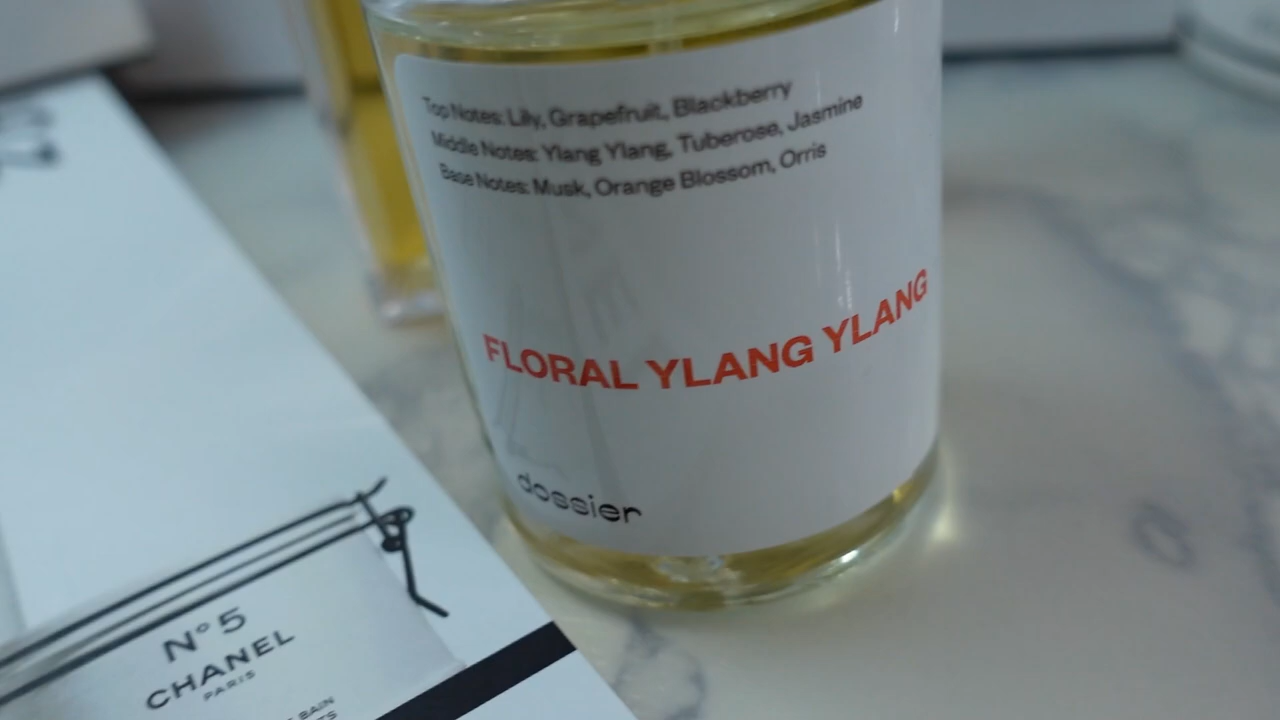 Top Notes: Lily, Grapefruit, Blackberry
Middle Notes: Ylang Ylang, Tuberose, Jasmine
Base Notes: Musk, Orange Blossom, Orris
FLORAL YLANG YLANG
dossier
N°5
CHANEL
PARIS
BAIN